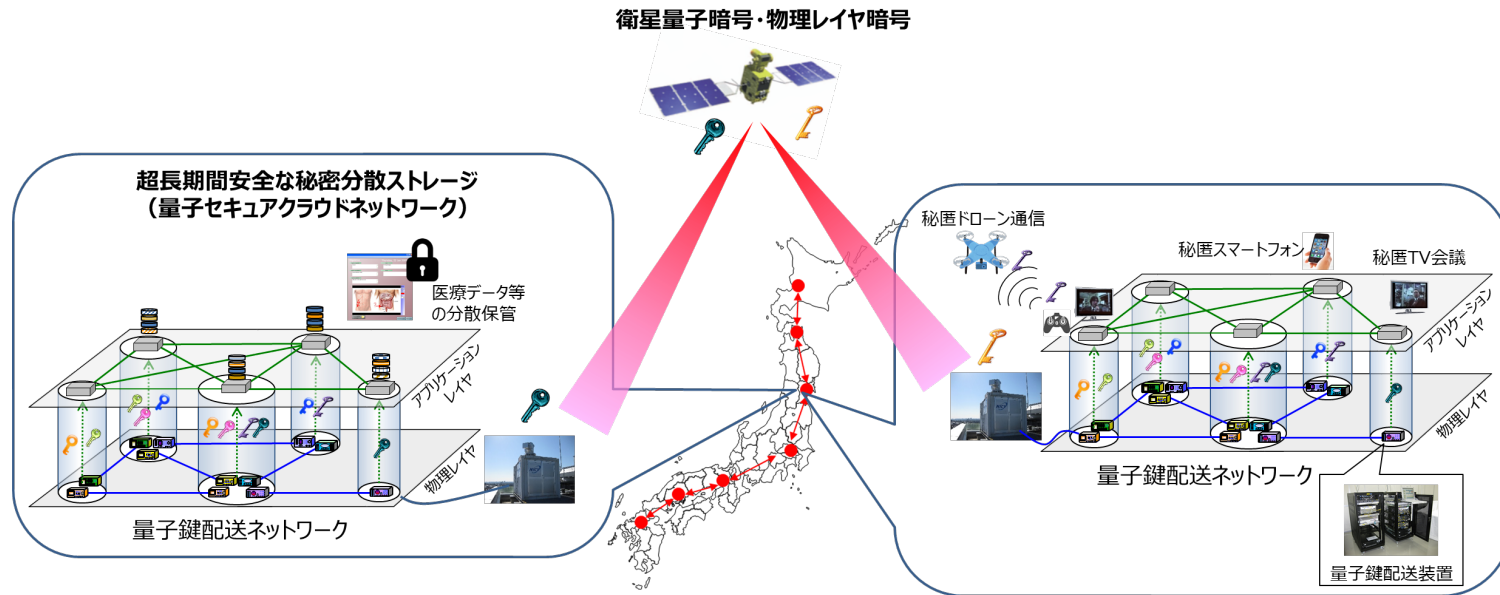 衛星量子暗号・物理レイヤ暗号
超長期間安全な秘密分散ストレージ
（量子セキュアクラウドネットワーク）
医療データ等
の分散保管
アプリケーション
レイヤ
物理レイヤ
量子鍵配送ネットワーク
秘匿ドローン通信
秘匿スマートフォン
秘匿TV会議
アプリケーション
レイヤ
物理レイヤ
量子鍵配送ネットワーク
量子鍵配送装置